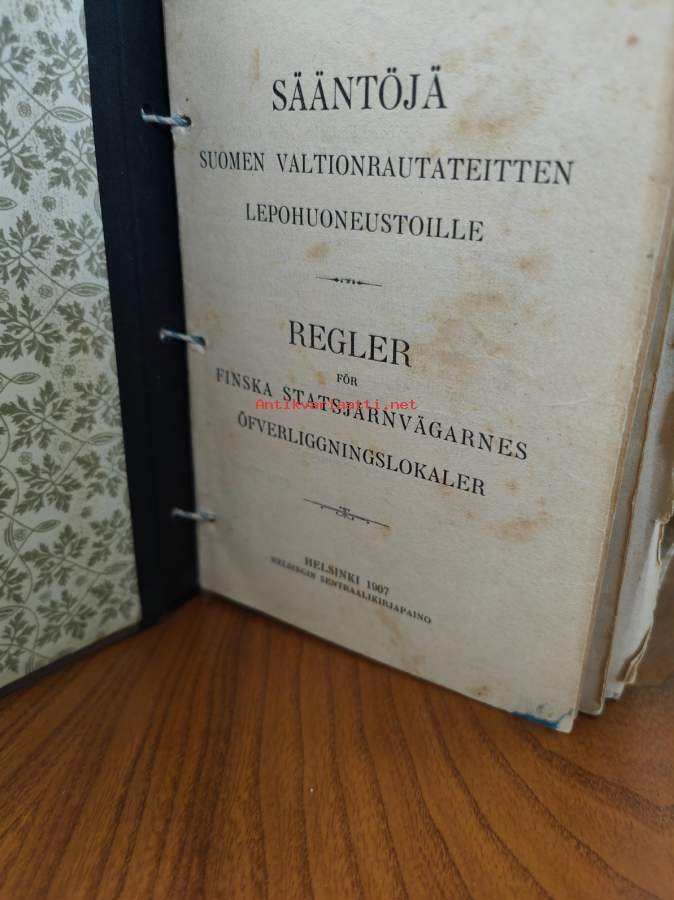 SÄÄNTÖJÄ
SUOMEN VALTIONRAUTATEITTEN
LEPOHUONEUSTOILLE
REGLER
FÖR
FINSKA STATSJÄRNVÄGARNES
Antikvariaatti.net
ÖFVERLIGGNINGSLOKALER
HELSINKI 1907
HELSINGIN SENTRAALIKIRJAPAINO